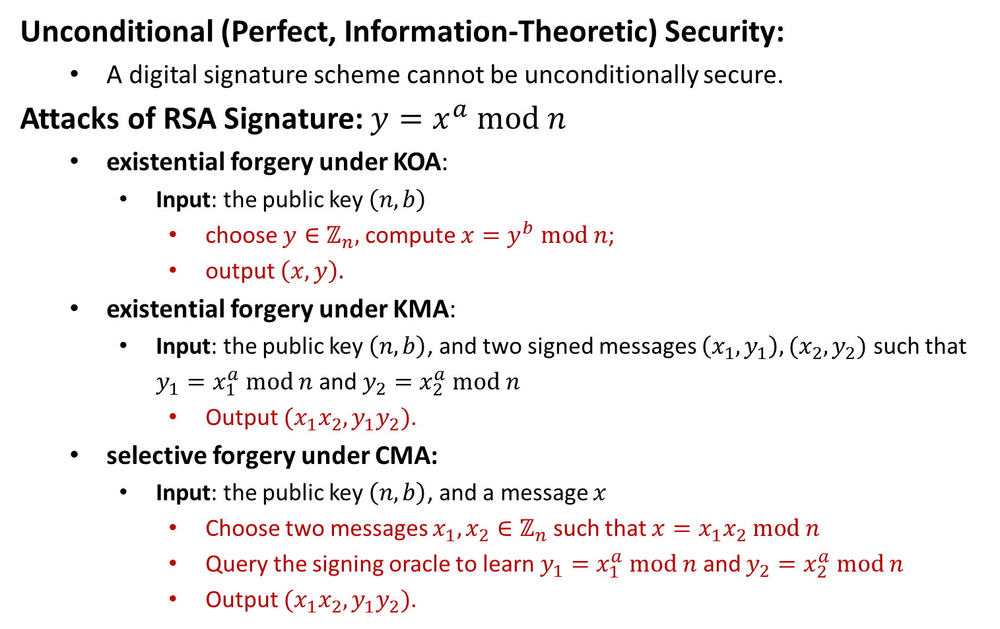 Unconditional (Perfect, Information-Theoretic) Security:
• A digital signature scheme cannot be unconditionally secure.
Attacks of RSA Signature: $y = x^a \bmod n$
• existential forgery under KOA:
• Input: the public key $(n, b)$
• choose $y \in \mathbb{Z}_n$, compute $x = y^b \bmod n$;
• output $(x, y)$.
• existential forgery under KMA:
• Input: the public key $(n, b)$, and two signed messages $(x_1, y_1), (x_2, y_2)$ such that
$y_1 = x_1^a \bmod n$ and $y_2 = x_2^a \bmod n$
• Output $(x_1 x_2, y_1 y_2)$.
• selective forgery under CMA:
• Input: the public key $(n, b)$, and a message $x$
• Choose two messages $x_1, x_2 \in \mathbb{Z}_n$ such that $x = x_1 x_2 \bmod n$
• Query the signing oracle to learn $y_1 = x_1^a \bmod n$ and $y_2 = x_2^a \bmod n$
• Output $(x_1 x_2, y_1 y_2)$.